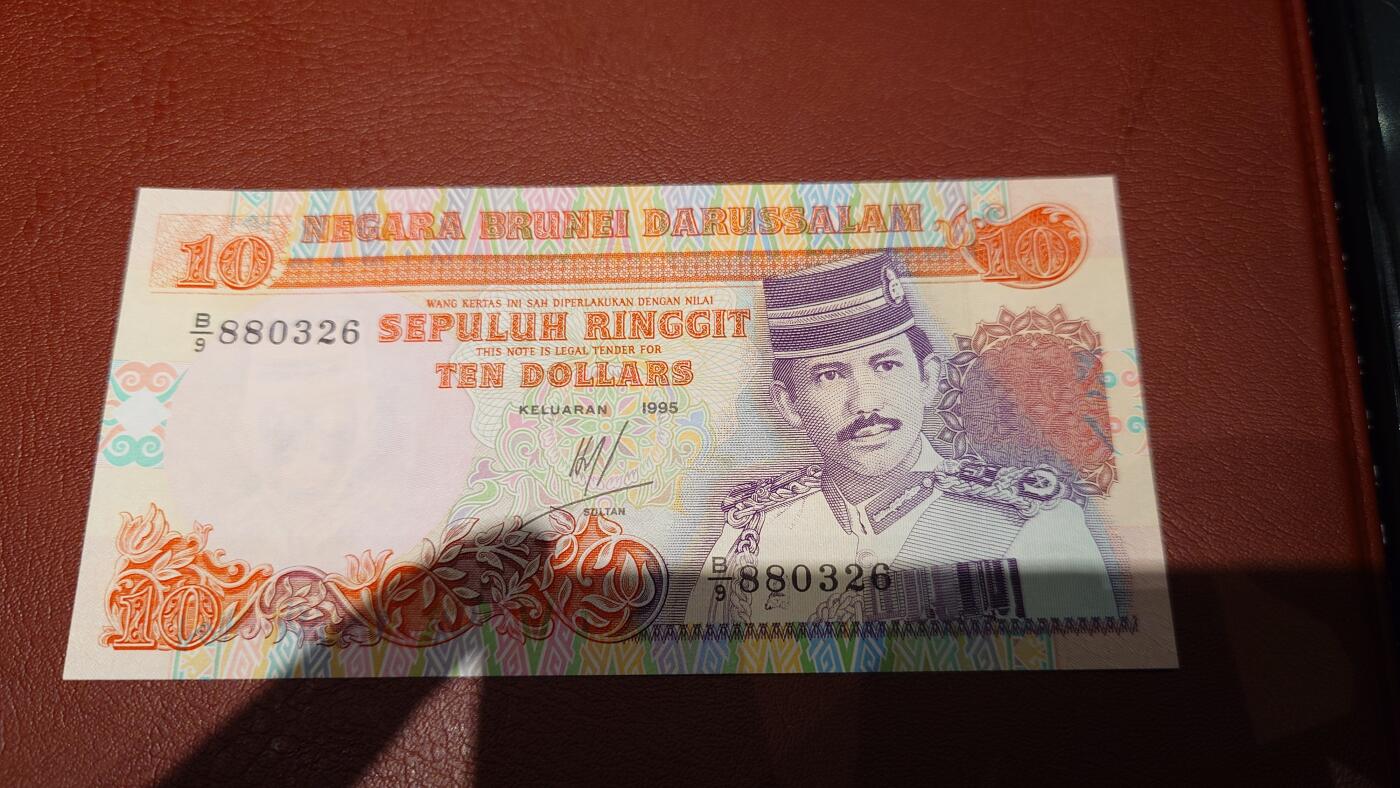 10 NEGARA BRUNEI DARUSSALAM 10
WANG KERTAS INI SAH DIPERLAKUKAN DENGAN NILAI
B/9 880326 SEPULUH RINGGIT
THIS NOTE IS LEGAL TENDER FOR
TEN DOLLARS
KELUARAN 1995
SULTAN
B/9 880326
10